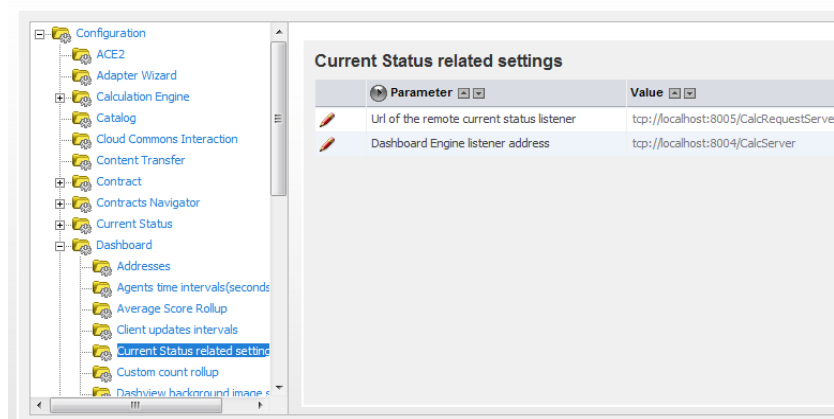 Configuration
ACE2
Adapter Wizard
Calculation Engine
Catalog
Cloud Commons Interaction
Content Transfer
Contract
Contracts Navigator
Current Status
Dashboard
Addresses
Agents time intervals(seconds
Average Score Rollup
Client updates intervals
Current Status related setting
Custom count rollup
Dashview background image s
Current Status related settings
Parameter Value
Url of the remote current status listener tcp://localhost:8005/CalcRequestServe
Dashboard Engine listener address tcp://localhost:8004/CalcServer